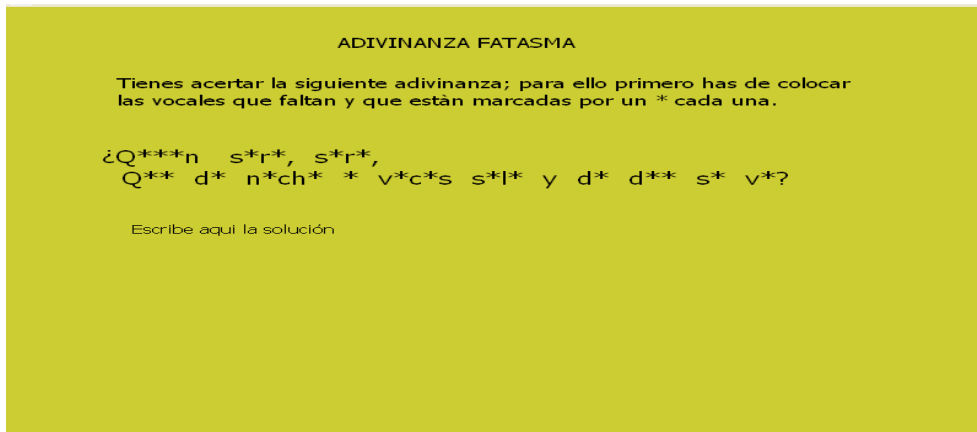 ADIVINANZA FATASMA
Tienes acertar la siguiente adivinanza; para ello primero has de colocar
las vocales que faltan y que estàn marcadas por un * cada una.
¿Q***n s*r*, s*r*,
Q** d* n*ch* * v*c*s s*l* y d* d** s* v*?
Escribe aqui la solución